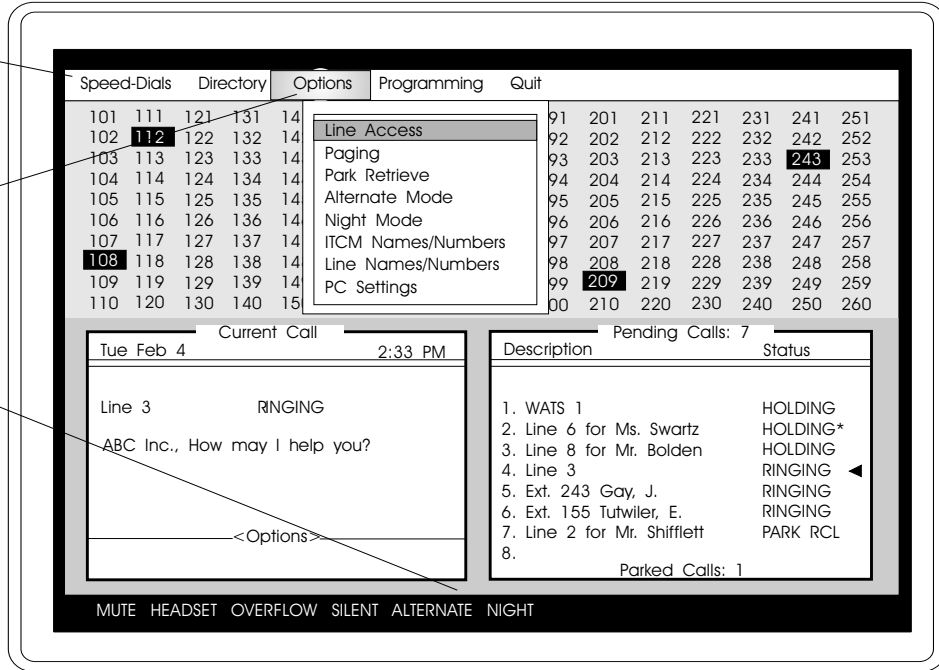 Speed-Dials Directory Options Programming Quit
101 111 121 131 14 91 201 211 221 231 241 251
Line Access
102 112 122 132 14 92 202 212 222 232 242 252
Paging
103 113 123 133 14 93 203 213 223 233 243 253
Park Retrieve
104 114 124 134 14 94 204 214 224 234 244 254
Alternate Mode
105 115 125 135 14 95 205 215 225 235 245 255
Night Mode
106 116 126 136 14 96 206 216 226 236 246 256
ITCM Names/Numbers
107 117 127 137 14 97 207 217 227 237 247 257
Line Names/Numbers
108 118 128 138 14 98 208 218 228 238 248 258
PC Settings
109 119 129 139 14 99 209 219 229 239 249 259
110 120 130 140 15 00 210 220 230 240 250 260
Current Call
Tue Feb 4 2:33 PM
Line 3 RINGING
ABC Inc., How may I help you?
<Options>
Pending Calls: 7
Description Status
1. WATS 1 HOLDING
2. Line 6 for Ms. Swartz HOLDING*
3. Line 8 for Mr. Bolden HOLDING
4. Line 3 RINGING
5. Ext. 243 Gay, J. RINGING
6. Ext. 155 Tutwiler, E. RINGING
7. Line 2 for Mr. Shifflett PARK RCL
8.
Parked Calls: 1
MUTE HEADSET OVERFLOW SILENT ALTERNATE NIGHT